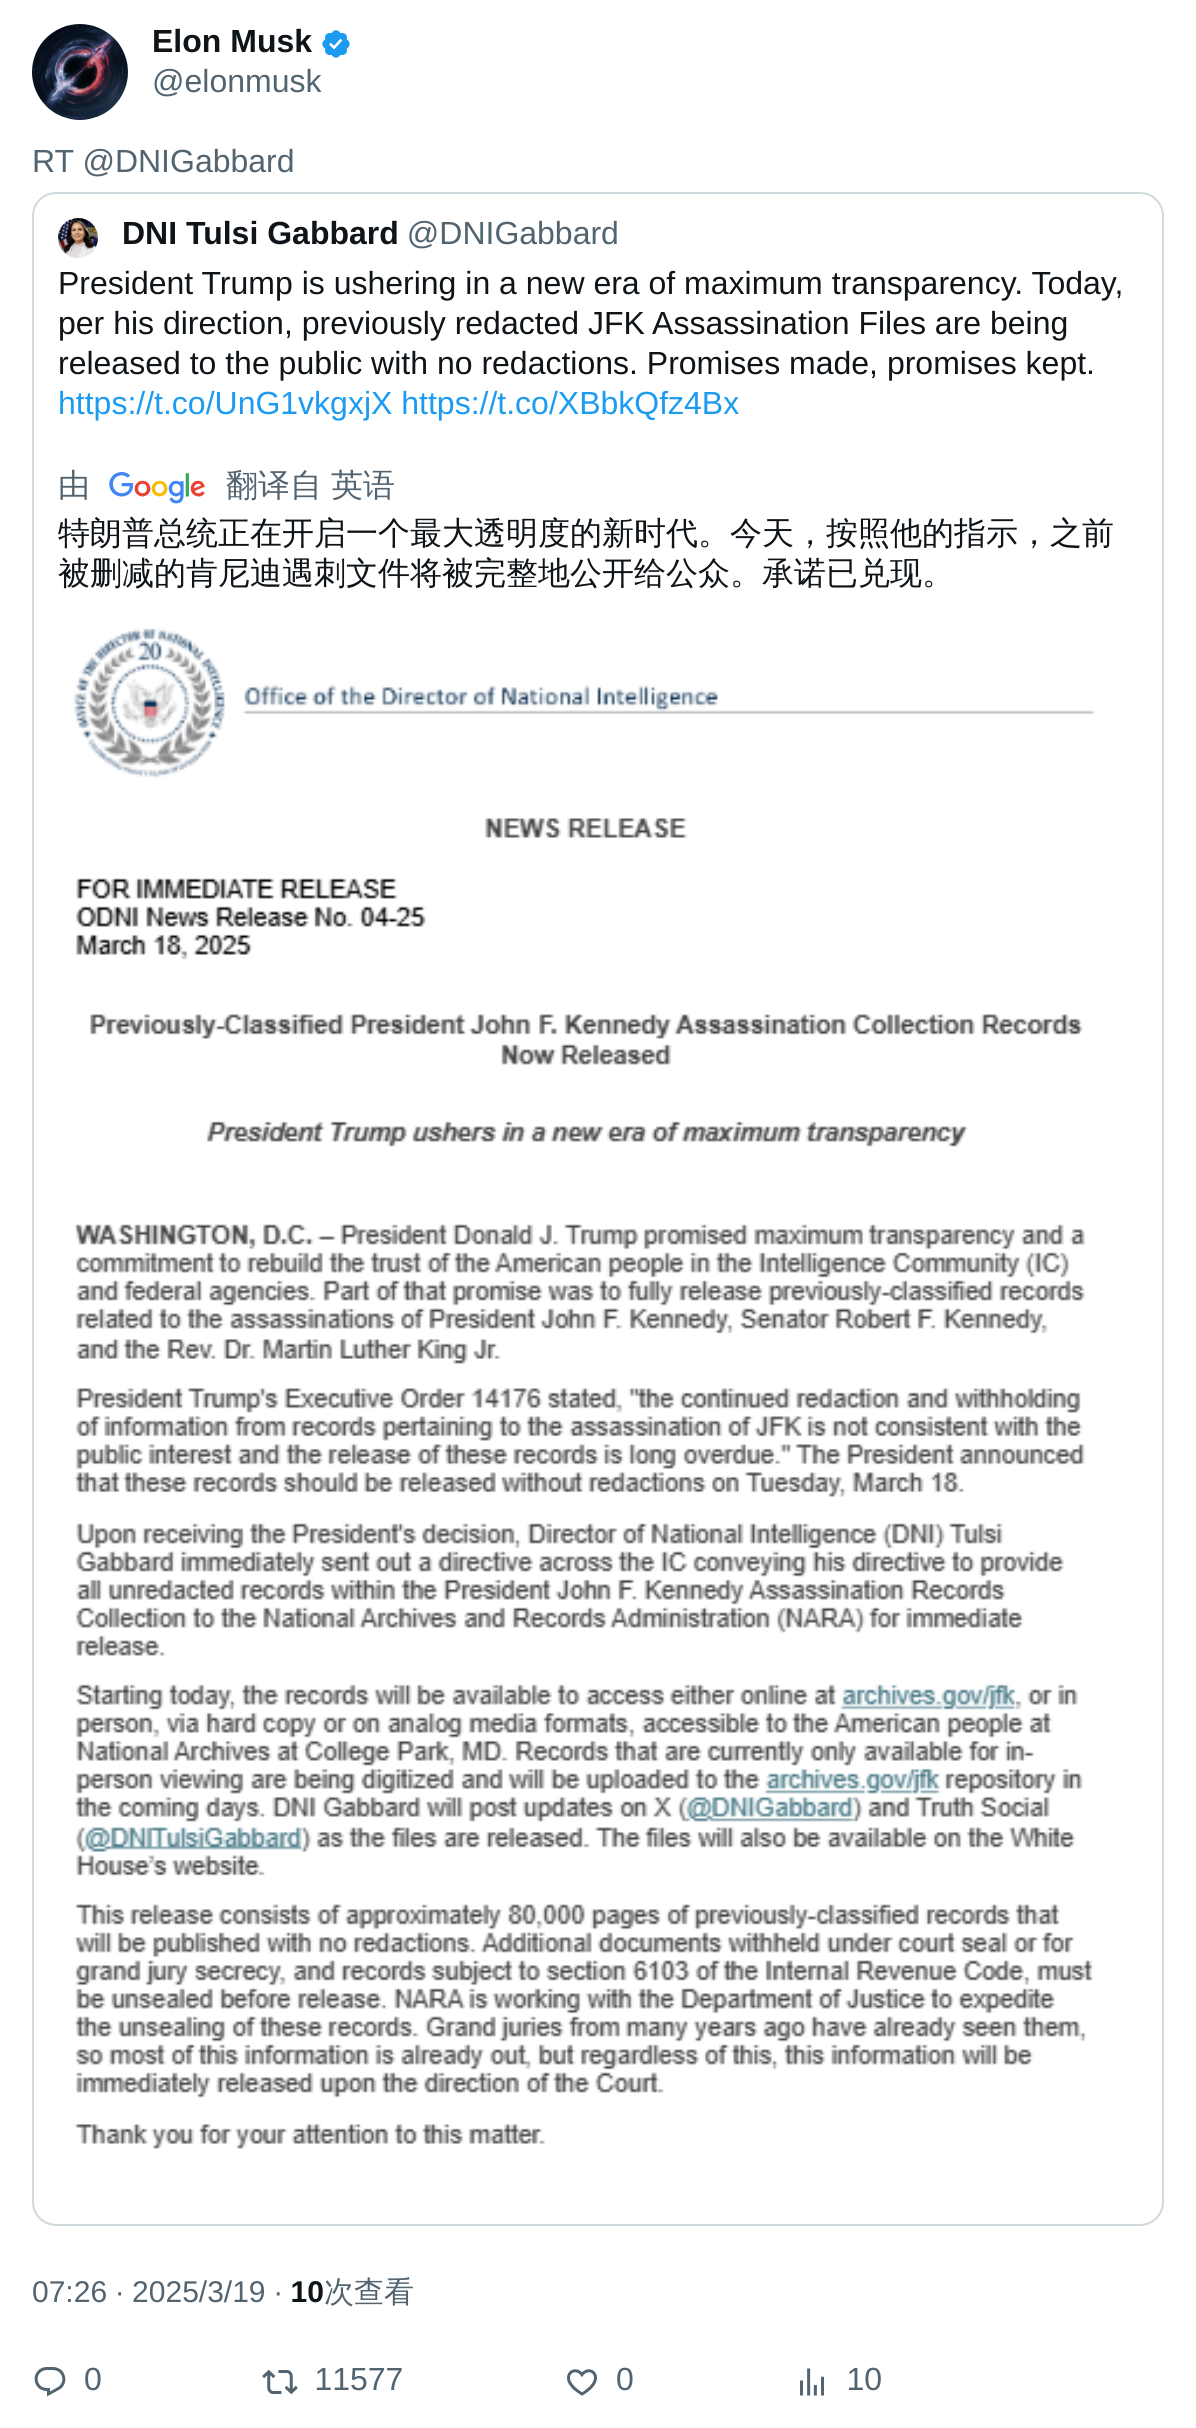 Elon Musk
@elonmusk
RT @DNIGabbard
DNI Tulsi Gabbard @DNIGabbard
President Trump is ushering in a new era of maximum transparency. Today,
per his direction, previously redacted JFK Assassination Files are being
released to the public with no redactions. Promises made, promises kept.
https://t.co/UnG1vkgxjX https://t.co/XBbkQfz4Bx
由 Google 翻译自 英语
特朗普总统正在开启一个最大透明度的新时代。今天，按照他的指示，之前
被删减的肯尼迪遇刺文件将被完整地公开给公众。承诺已兑现。
20
Office of the Director of National Intelligence
NEWS RELEASE
FOR IMMEDIATE RELEASE
ODNI News Release No. 04-25
March 18, 2025
Previously-Classified President John F. Kennedy Assassination Collection Records
Now Released
President Trump ushers in a new era of maximum transparency
WASHINGTON, D.C. – President Donald J. Trump promised maximum transparency and a
commitment to rebuild the trust of the American people in the Intelligence Community (IC)
and federal agencies. Part of that promise was to fully release previously-classified records
related to the assassinations of President John F. Kennedy, Senator Robert F. Kennedy,
and the Rev. Dr. Martin Luther King Jr.
President Trump's Executive Order 14176 stated, "the continued redaction and withholding
of information from records pertaining to the assassination of JFK is not consistent with the
public interest and the release of these records is long overdue." The President announced
that these records should be released without redactions on Tuesday, March 18.
Upon receiving the President's decision, Director of National Intelligence (DNI) Tulsi
Gabbard immediately sent out a directive across the IC conveying his directive to provide
all unredacted records within the President John F. Kennedy Assassination Records
Collection to the National Archives and Records Administration (NARA) for immediate
release.
Starting today, the records will be available to access either online at archives.gov/jfk, or in
person, via hard copy or on analog media formats, accessible to the American people at
National Archives at College Park, MD. Records that are currently only available for in-
person viewing are being digitized and will be uploaded to the archives.gov/jfk repository in
the coming days. DNI Gabbard will post updates on X (@DNIGabbard) and Truth Social
(@DNITulsiGabbard) as the files are released. The files will also be available on the White
House's website.
This release consists of approximately 80,000 pages of previously-classified records that
will be published with no redactions. Additional documents withheld under court seal or for
grand jury secrecy, and records subject to section 6103 of the Internal Revenue Code, must
be unsealed before release. NARA is working with the Department of Justice to expedite
the unsealing of these records. Grand juries from many years ago have already seen them,
so most of this information is already out, but regardless of this, this information will be
immediately released upon the direction of the Court.
Thank you for your attention to this matter.
07:26 · 2025/3/19 · 10次查看
0 11577 0 10